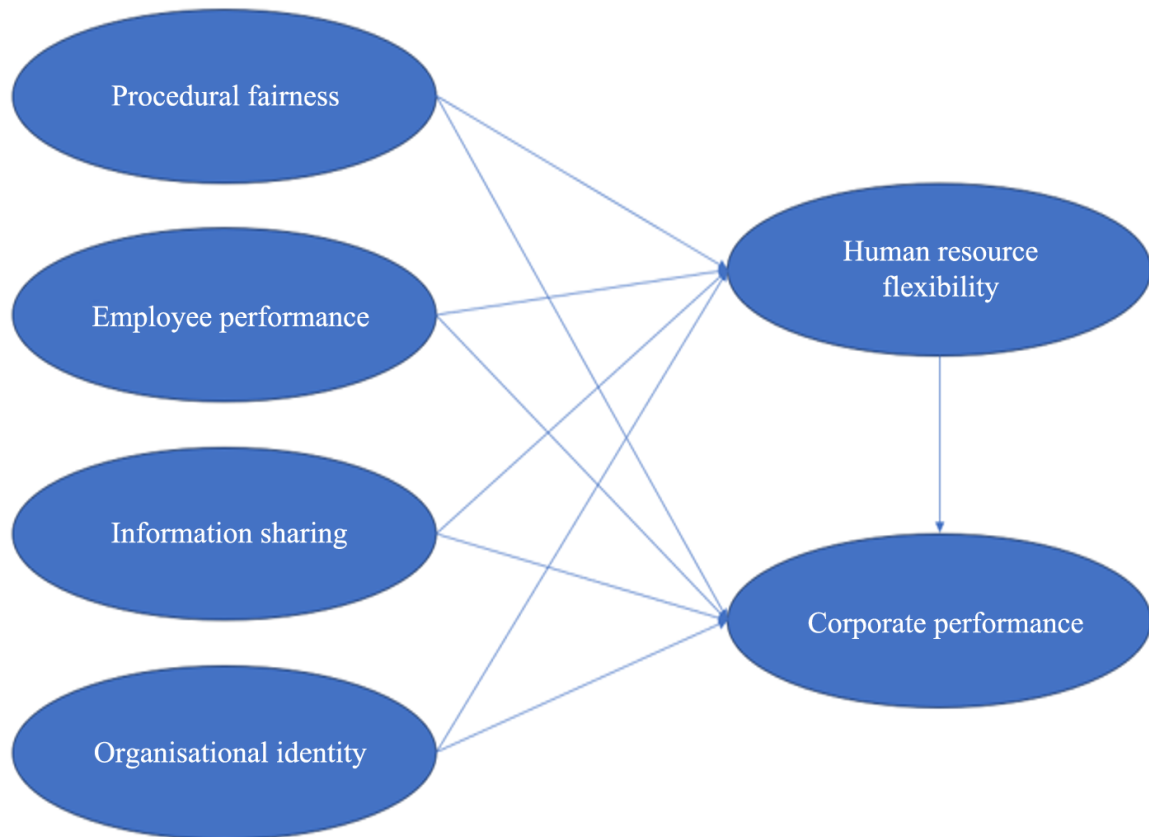 Procedural fairness
Employee performance
Information sharing
Organisational identity
Human resource
flexibility
Corporate performance